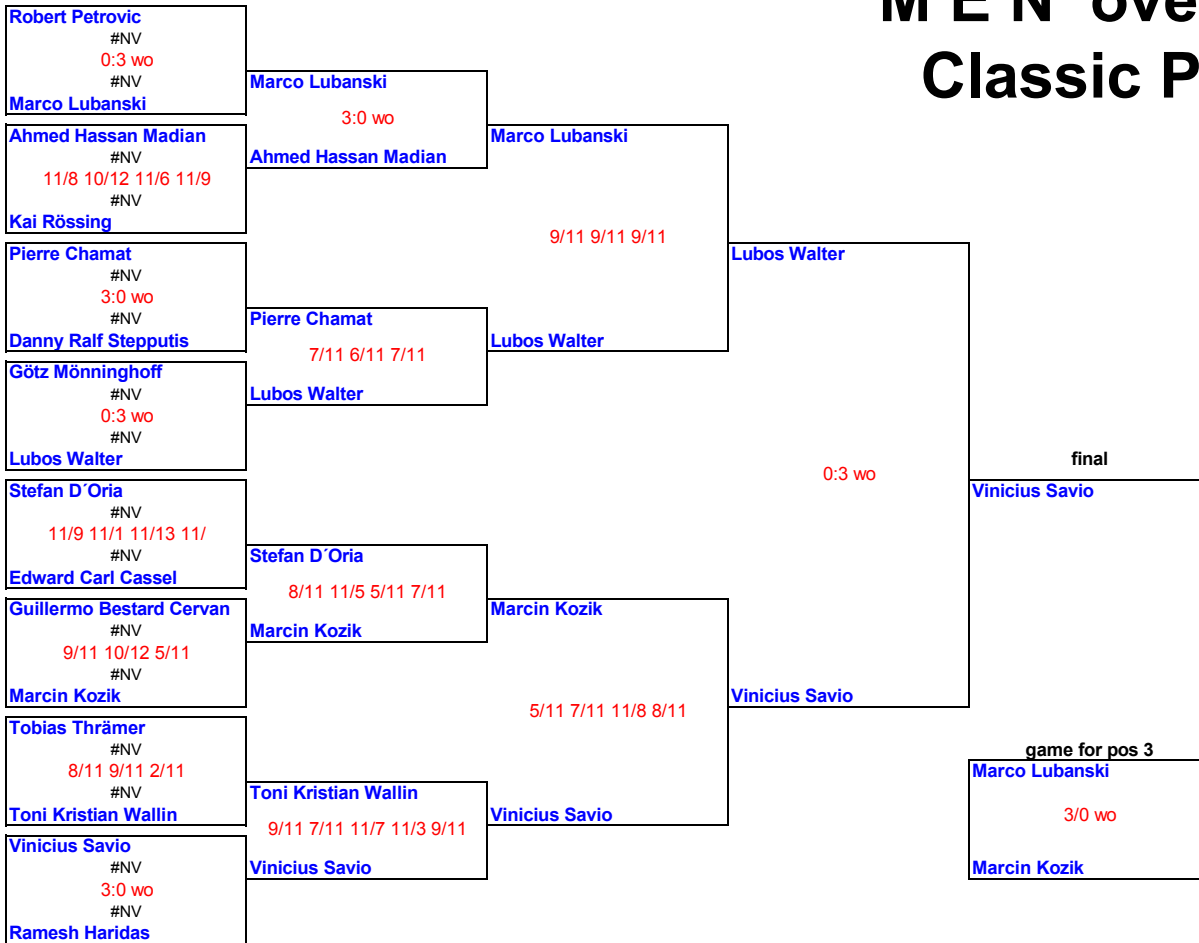 M E N
Classic P
Robert Petrovic
#NV
0:3 wo
#NV
Marco Lubanski
Ahmed Hassan Madian
#NV
11/8 10/12 11/6 11/9
#NV
Kai Rössing
Pierre Chamat
#NV
3:0 wo
#NV
Danny Ralf Stepputis
Götz Mönninghoff
#NV
0:3 wo
#NV
Lubos Walter
Stefan D´Oria
#NV
11/9 11/1 11/13 11/
#NV
Edward Carl Cassel
Guillermo Bestard Cervan
#NV
9/11 10/12 5/11
#NV
Marcin Kozik
Tobias Thrämer
#NV
8/11 9/11 2/11
#NV
Toni Kristian Wallin
Vinicius Savio
#NV
3:0 wo
#NV
Ramesh Haridas
Marco Lubanski
3:0 wo
Ahmed Hassan Madian
Pierre Chamat
7/11 6/11 7/11
Lubos Walter
Stefan D´Oria
8/11 11/5 5/11 7/11
Marcin Kozik
Toni Kristian Wallin
9/11 7/11 11/7 11/3 9/11
Vinicius Savio
Marco Lubanski
9/11 9/11 9/11
Lubos Walter
Marcin Kozik
5/11 7/11 11/8 8/11
Vinicius Savio
Lubos Walter
0:3 wo
Vinicius Savio
final
Vinicius Savio
game for pos 3
Marco Lubanski
3/0 wo
Marcin Kozik